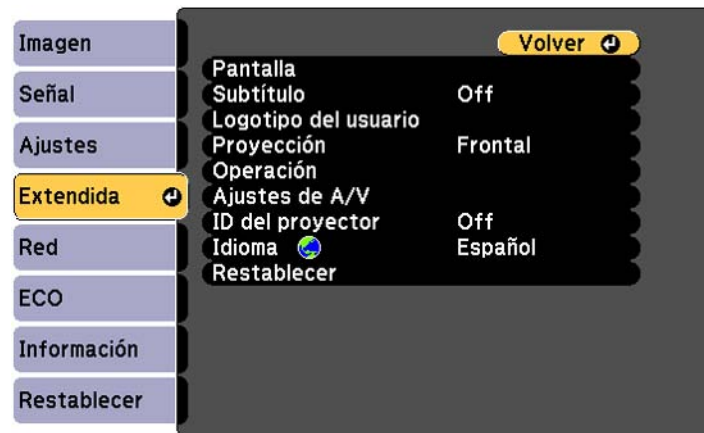 Imagen
Señal
Ajustes
Extendida
Red
ECO
Información
Restablecer
Volver
Pantalla
Subtítulo Off
Logotipo del usuario
Proyección Frontal
Operación
Ajustes de A/V
ID del proyector Off
Idioma Español
Restablecer